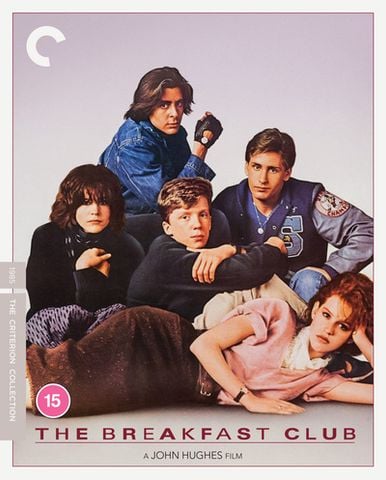 1985
THE CRITERION COLLECTION
S
15
THE BREAKFAST CLUB
A JOHN HUGHES FILM